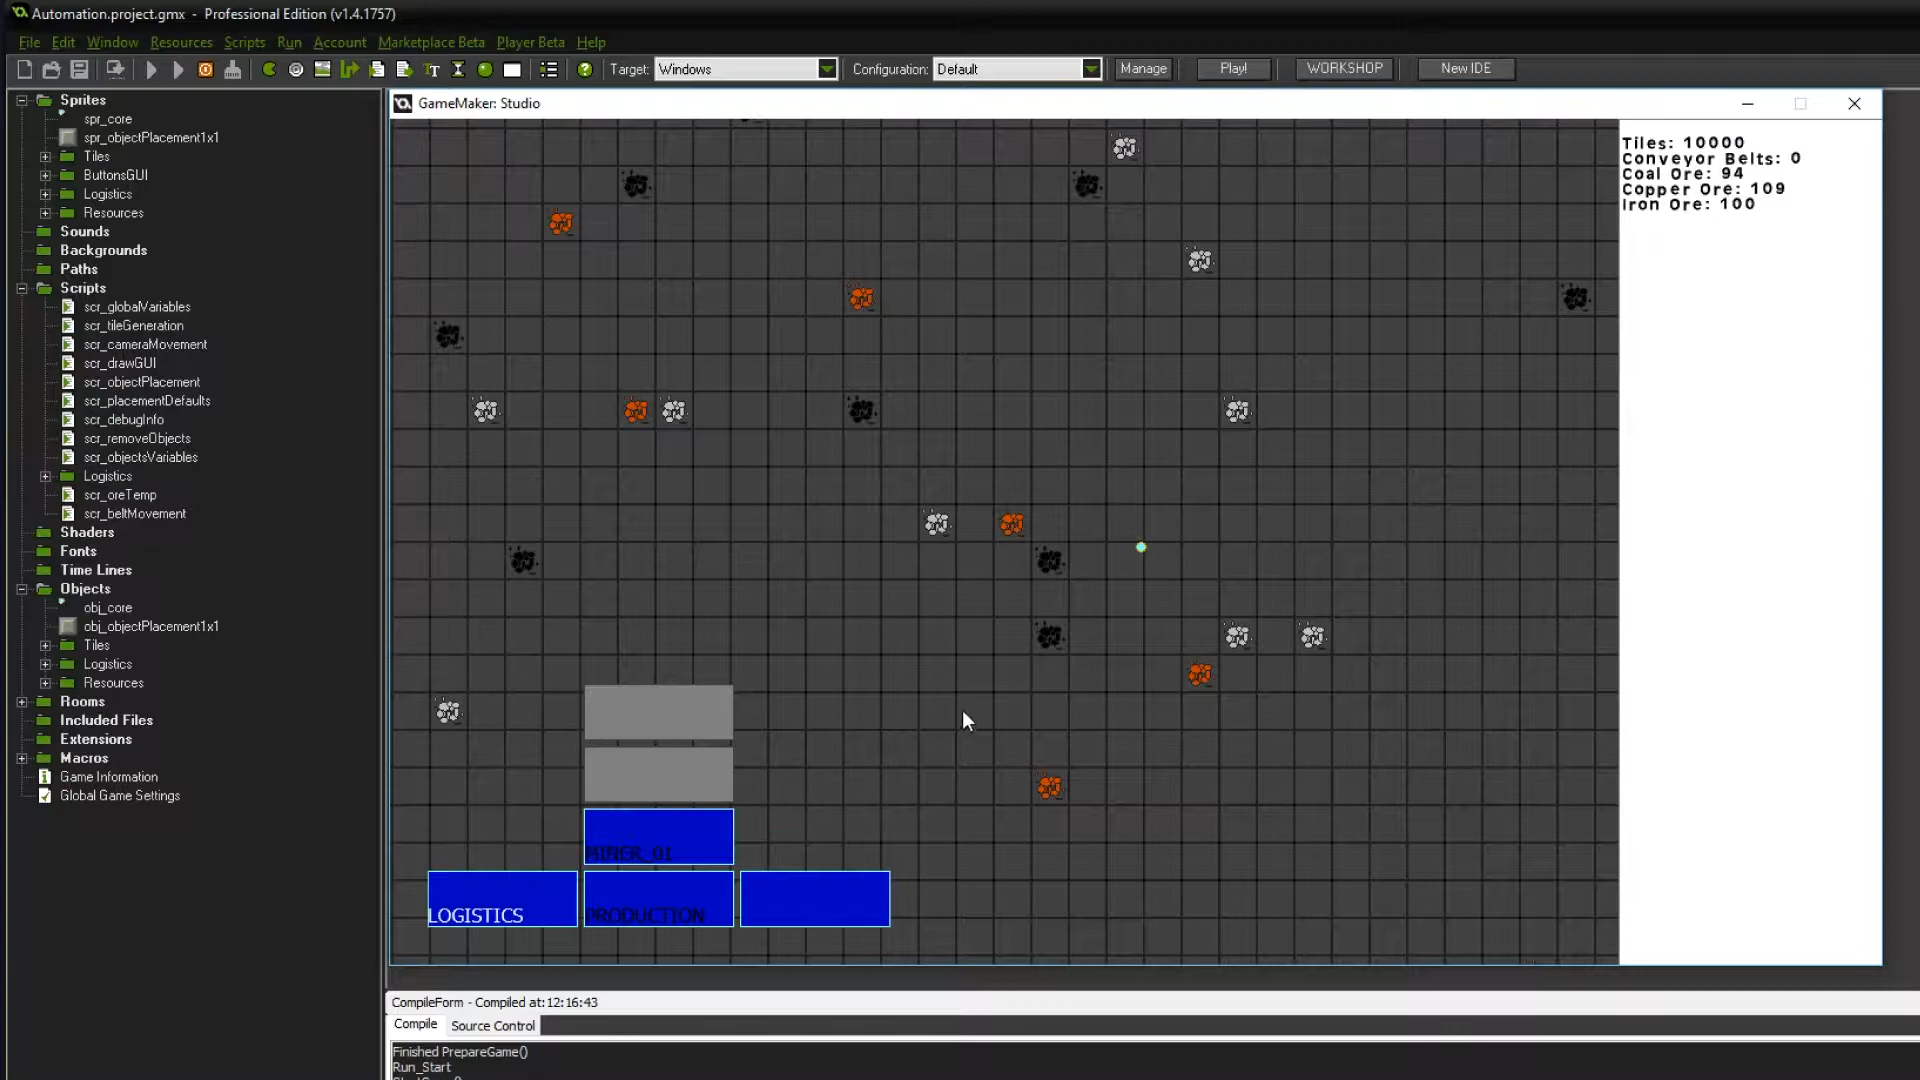 Automation.project.gmx - Professional Edition (v1.4.1757)
File Edit Window Resources Scripts Run Account Marketplace Beta Player Beta Help
Target: Windows Configuration: Default Manage Play! WORKSHOP New IDE
Sprites
spr_core
spr_objectPlacement1x1
Tiles
ButtonsGUI
Logistics
Resources
Sounds
Backgrounds
Paths
Scripts
scr_globalVariables
scr_tileGeneration
scr_cameraMovement
scr_drawGUI
scr_objectPlacement
scr_placementDefaults
scr_debugInfo
scr_removeObjects
scr_objectsVariables
Logistics
scr_oreTemp
scr_beltMovement
Shaders
Fonts
Time Lines
Objects
obj_core
obj_objectPlacement1x1
Tiles
Logistics
Resources
Rooms
Included Files
Extensions
Macros
Game Information
Global Game Settings
GameMaker: Studio
Tiles: 10000
Conveyor Belts: 0
Coal Ore: 94
Copper Ore: 109
Iron Ore: 100
MINER_01
LOGISTICS PRODUCTION
CompileForm - Compiled at:12:16:43
Compile Source Control
Finished PrepareGame()
Run_Start